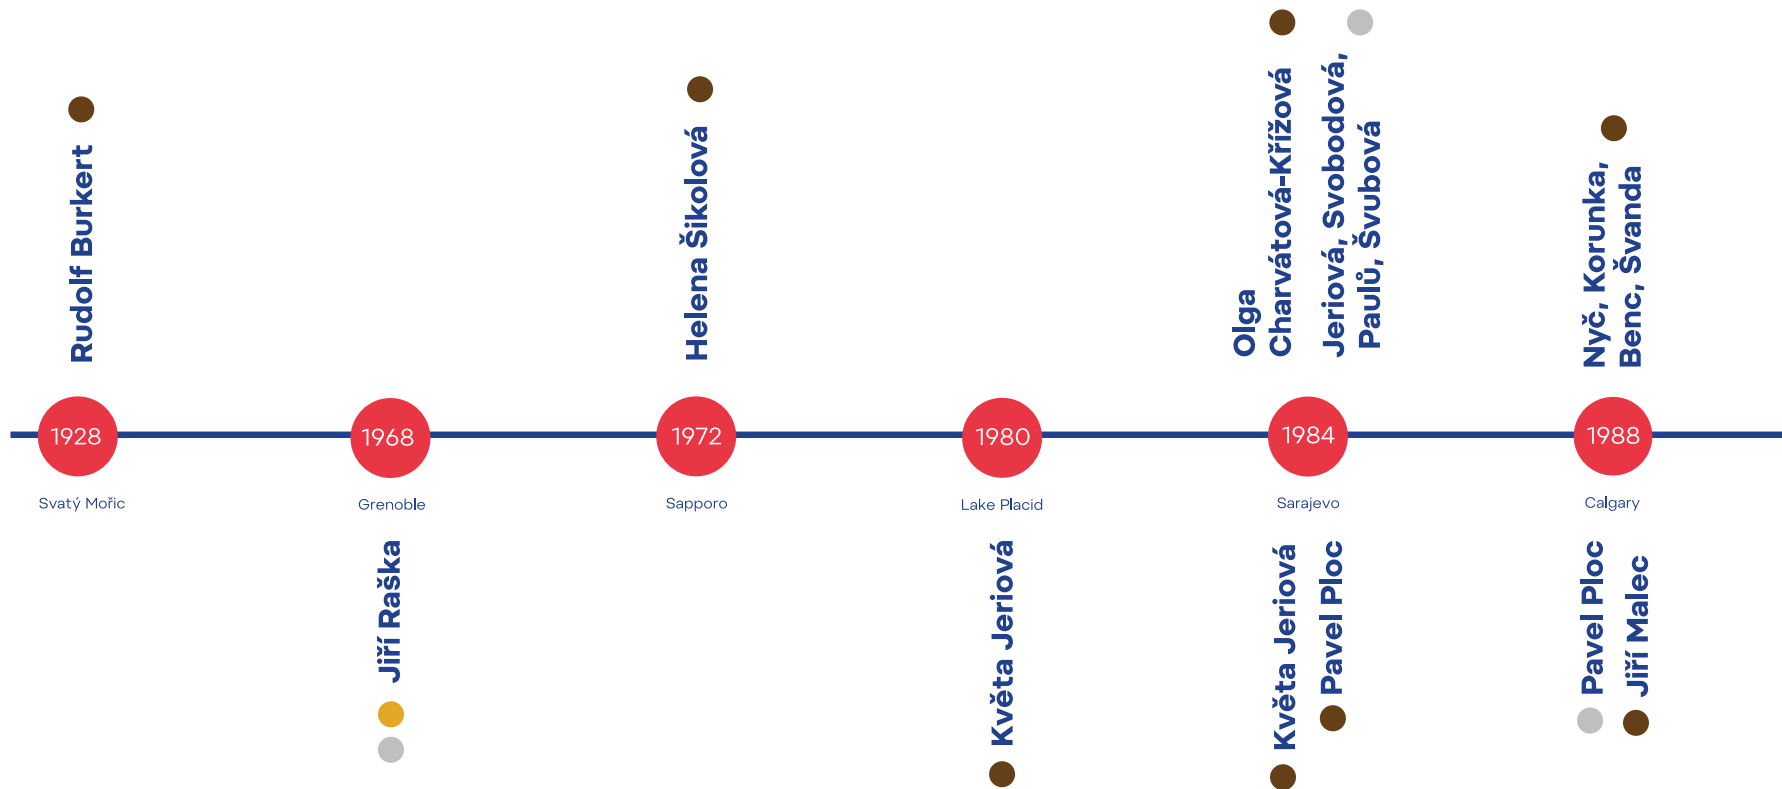 Rudolf Burkert
1928
Svatý Mořic
1968
Grenoble
Jiří Raška
Helena Šikolová
1972
Sapporo
1980
Lake Placid
Květa Jeriová
Olga
Charvátová-Křížová
Jeriová, Svobodová,
Paulů, Švubová
1984
Sarajevo
Květa Jeriová
Pavel Ploc
Nyč, Korunka,
Benc, Švanda
1988
Calgary
Pavel Ploc
Jiří Malec